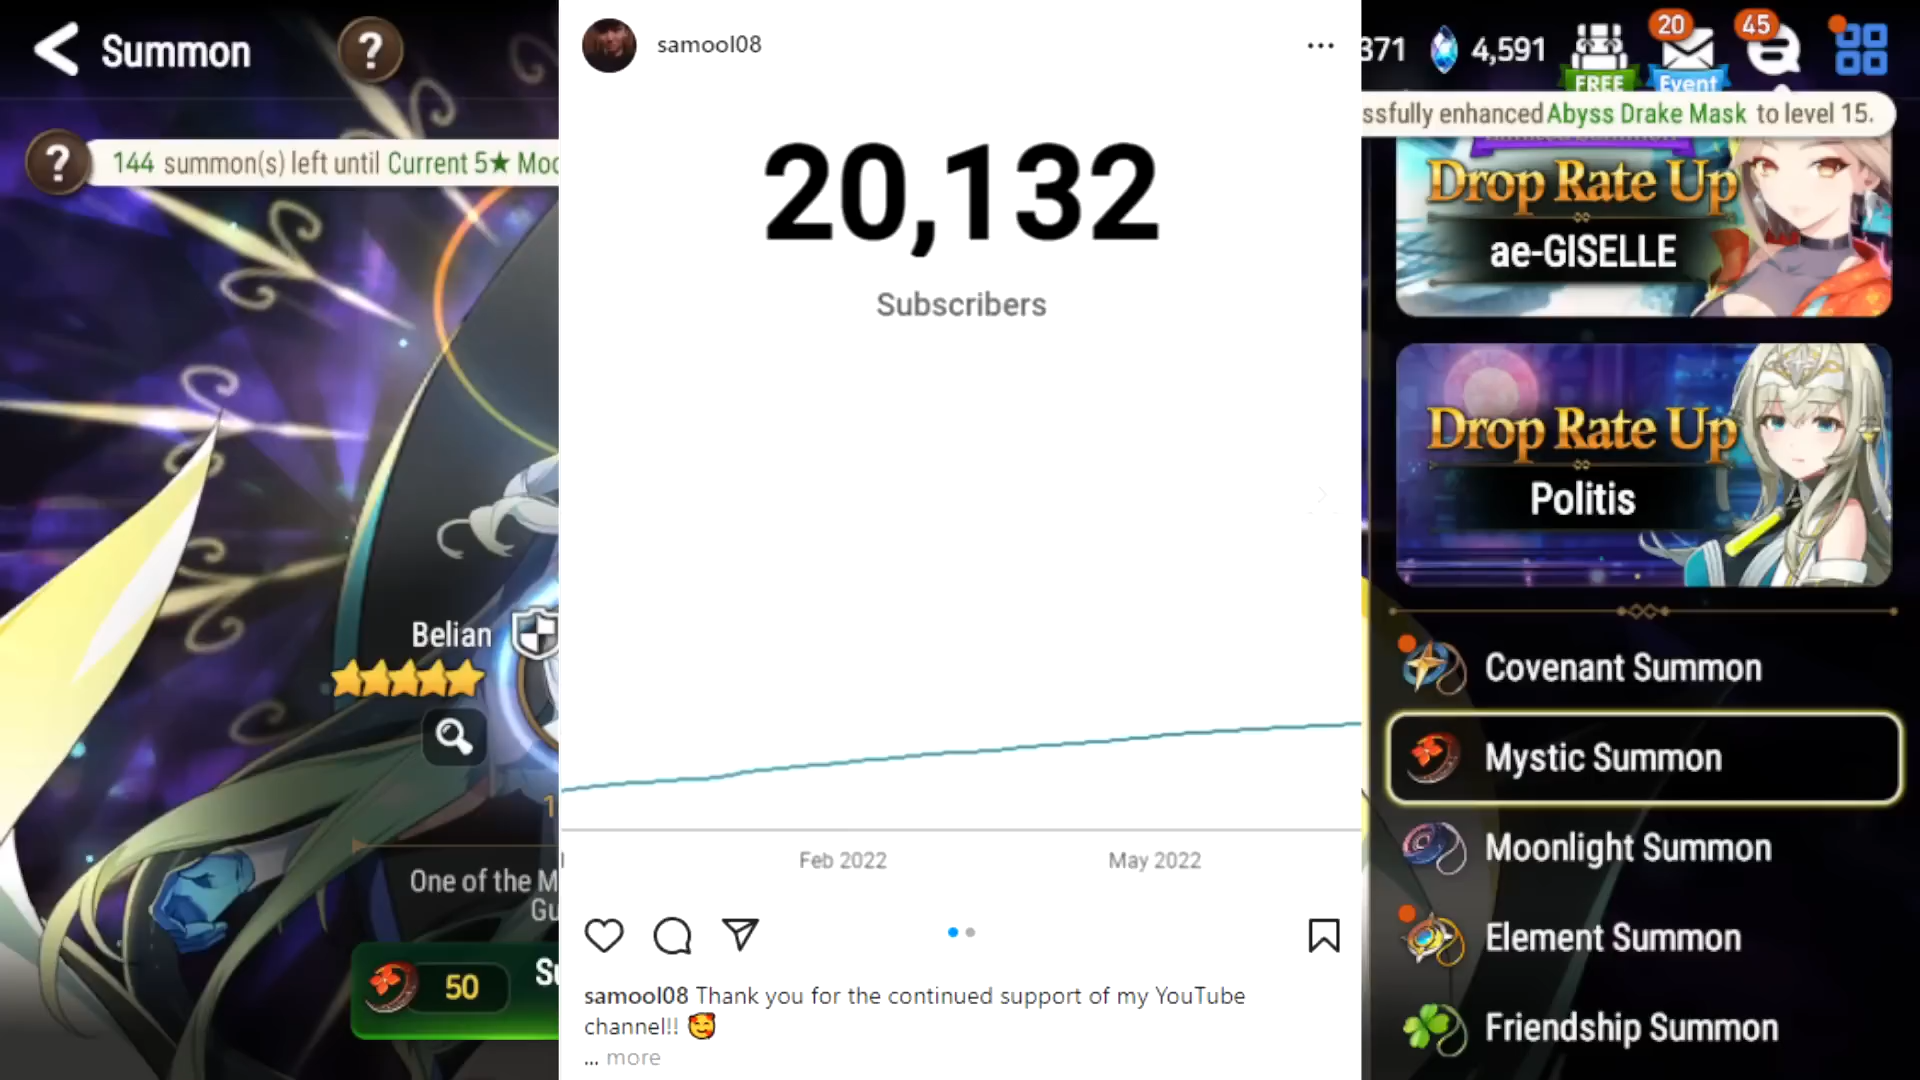 Summon
?
?
144 summon(s) left until Current 5★ Moo
Belian
One of the M
Gu
50
Su
samool08
20,132
Subscribers
Feb 2022
May 2022
samool08 Thank you for the continued support of my YouTube
channel!!
... more
371
4,591
FREE
20
Event
45
ssfully enhanced Abyss Drake Mask to level 15.
Drop Rate Up
ae-GISELLE
Drop Rate Up
Politis
Covenant Summon
Mystic Summon
Moonlight Summon
Element Summon
Friendship Summon